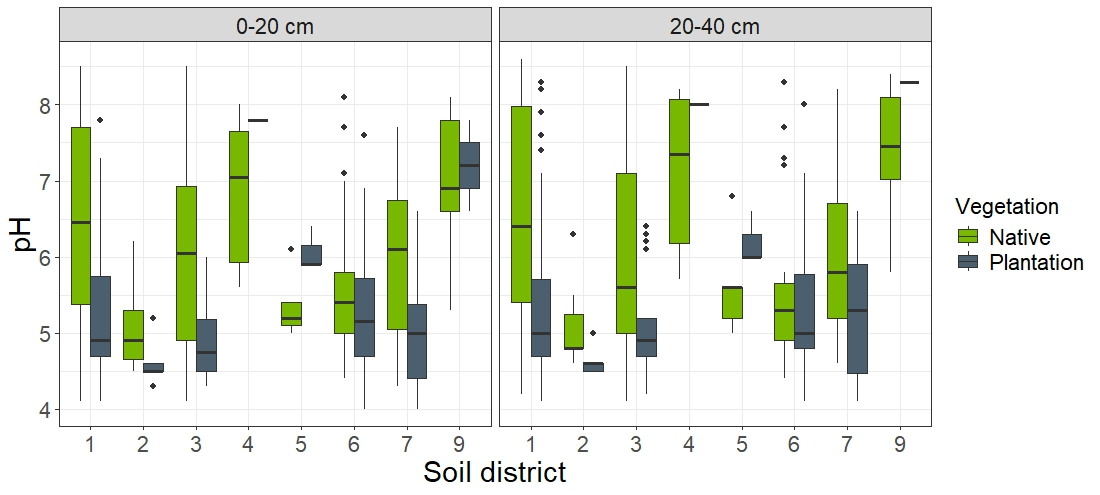 0-20 cm 20-40 cm
8
7
6
5
4
pH
1 2 3 4 5 6 7 9 1 2 3 4 5 6 7 9
Soil district
Vegetation
Native
Plantation